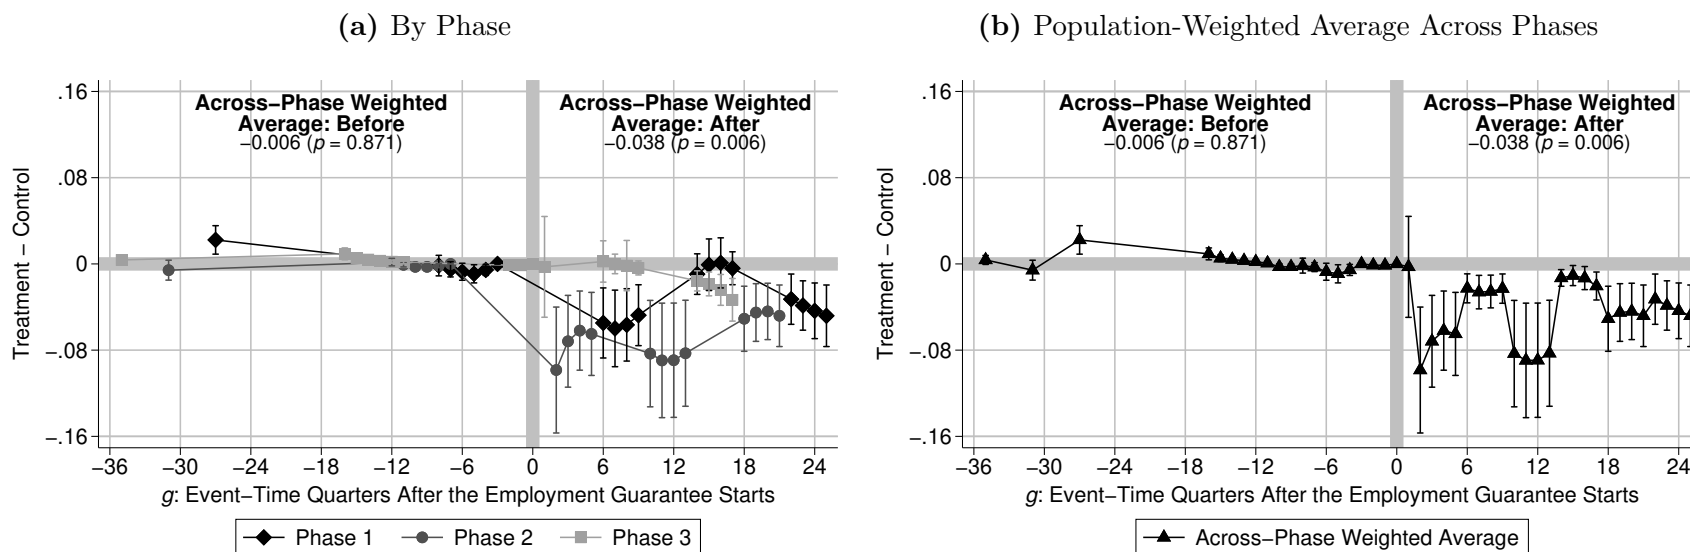 (a) By Phase
Across−Phase Weighted
Average: Before
−0.006 (p = 0.871)
Across−Phase Weighted
Average: After
−0.038 (p = 0.006)
.16
.08
0
−.08
−.16
Treatment − Control
−36 −30 −24 −18 −12 −6 0 6 12 18 24
g: Event−Time Quarters After the Employment Guarantee Starts
Phase 1 Phase 2 Phase 3
(b) Population-Weighted Average Across Phases
Across−Phase Weighted
Average: Before
−0.006 (p = 0.871)
Across−Phase Weighted
Average: After
−0.038 (p = 0.006)
.16
.08
0
−.08
−.16
Treatment − Control
−36 −30 −24 −18 −12 −6 0 6 12 18 24
g: Event−Time Quarters After the Employment Guarantee Starts
Across−Phase Weighted Average